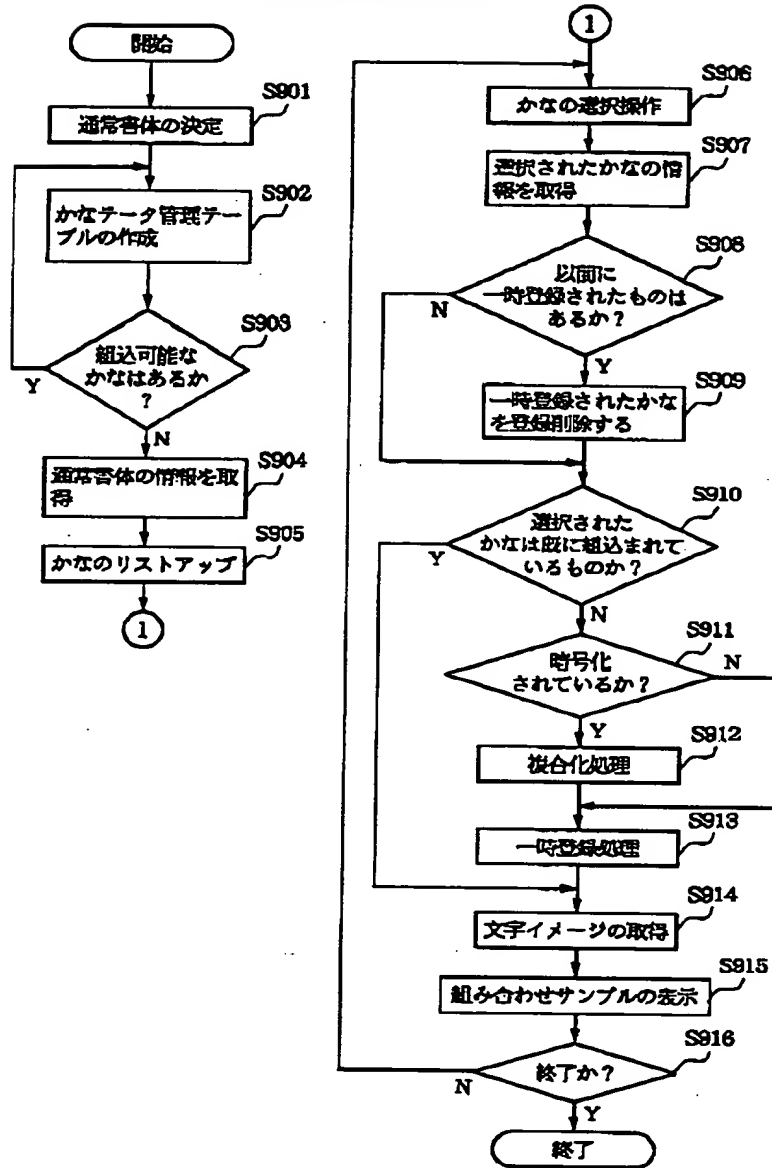 開始
S901
通常書体の決定
S902
かなデータ管理テー
ブルの作成
S903
組込可能な
かなはあるか
?
Y
N
S904
通常書体の情報を取
得
S905
かなのリストアップ
1
1
S906
かなの選択操作
S907
選択されたかなの情
報を取得
S908
以面に
一時登録されたものは
あるか?
N
Y
S909
一時登録されたかな
を登録削除する
S910
選択された
かなは既に組込まれて
いるものか?
Y
N
S911
時号化
されているか?
N
Y
S912
複合化処理
S913
一時登録処理
S914
文字イメージの取得
S915
組み合わせサンプルの表示
S916
終了か?
N
Y
終了